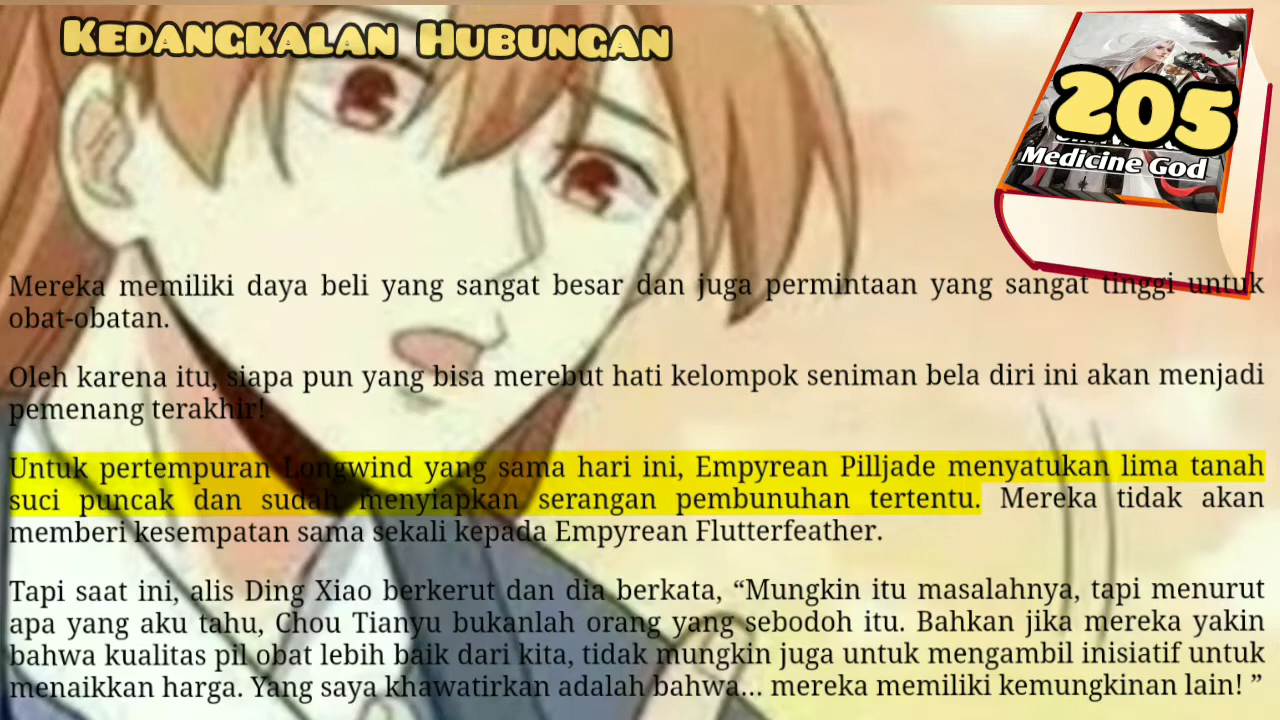 Kedangkalan Hubungan
205
Medicine God
Mereka memiliki daya beli yang sangat besar dan juga permintaan yang sangat tinggi untuk
obat-obatan.
Oleh karena itu, siapa pun yang bisa merebut hati kelompok seniman bela diri ini akan menjadi
pemenang terakhir!
Untuk pertempuran Longwind yang sama hari ini, Empyrean Pilljade menyatukan lima tanah
suci puncak dan sudah menyiapkan serangan pembunuhan tertentu. Mereka tidak akan
memberi kesempatan sama sekali kepada Empyrean Flutterfeather.
Tapi saat ini, alis Ding Xiao berkerut dan dia berkata, “Mungkin itu masalahnya, tapi menurut
apa yang aku tahu, Chou Tianyu bukanlah orang yang sebodoh itu. Bahkan jika mereka yakin
bahwa kualitas pil obat lebih baik dari kita, tidak mungkin juga untuk mengambil inisiatif untuk
menaikkan harga. Yang saya khawatirkan adalah bahwa... mereka memiliki kemungkinan lain! ”